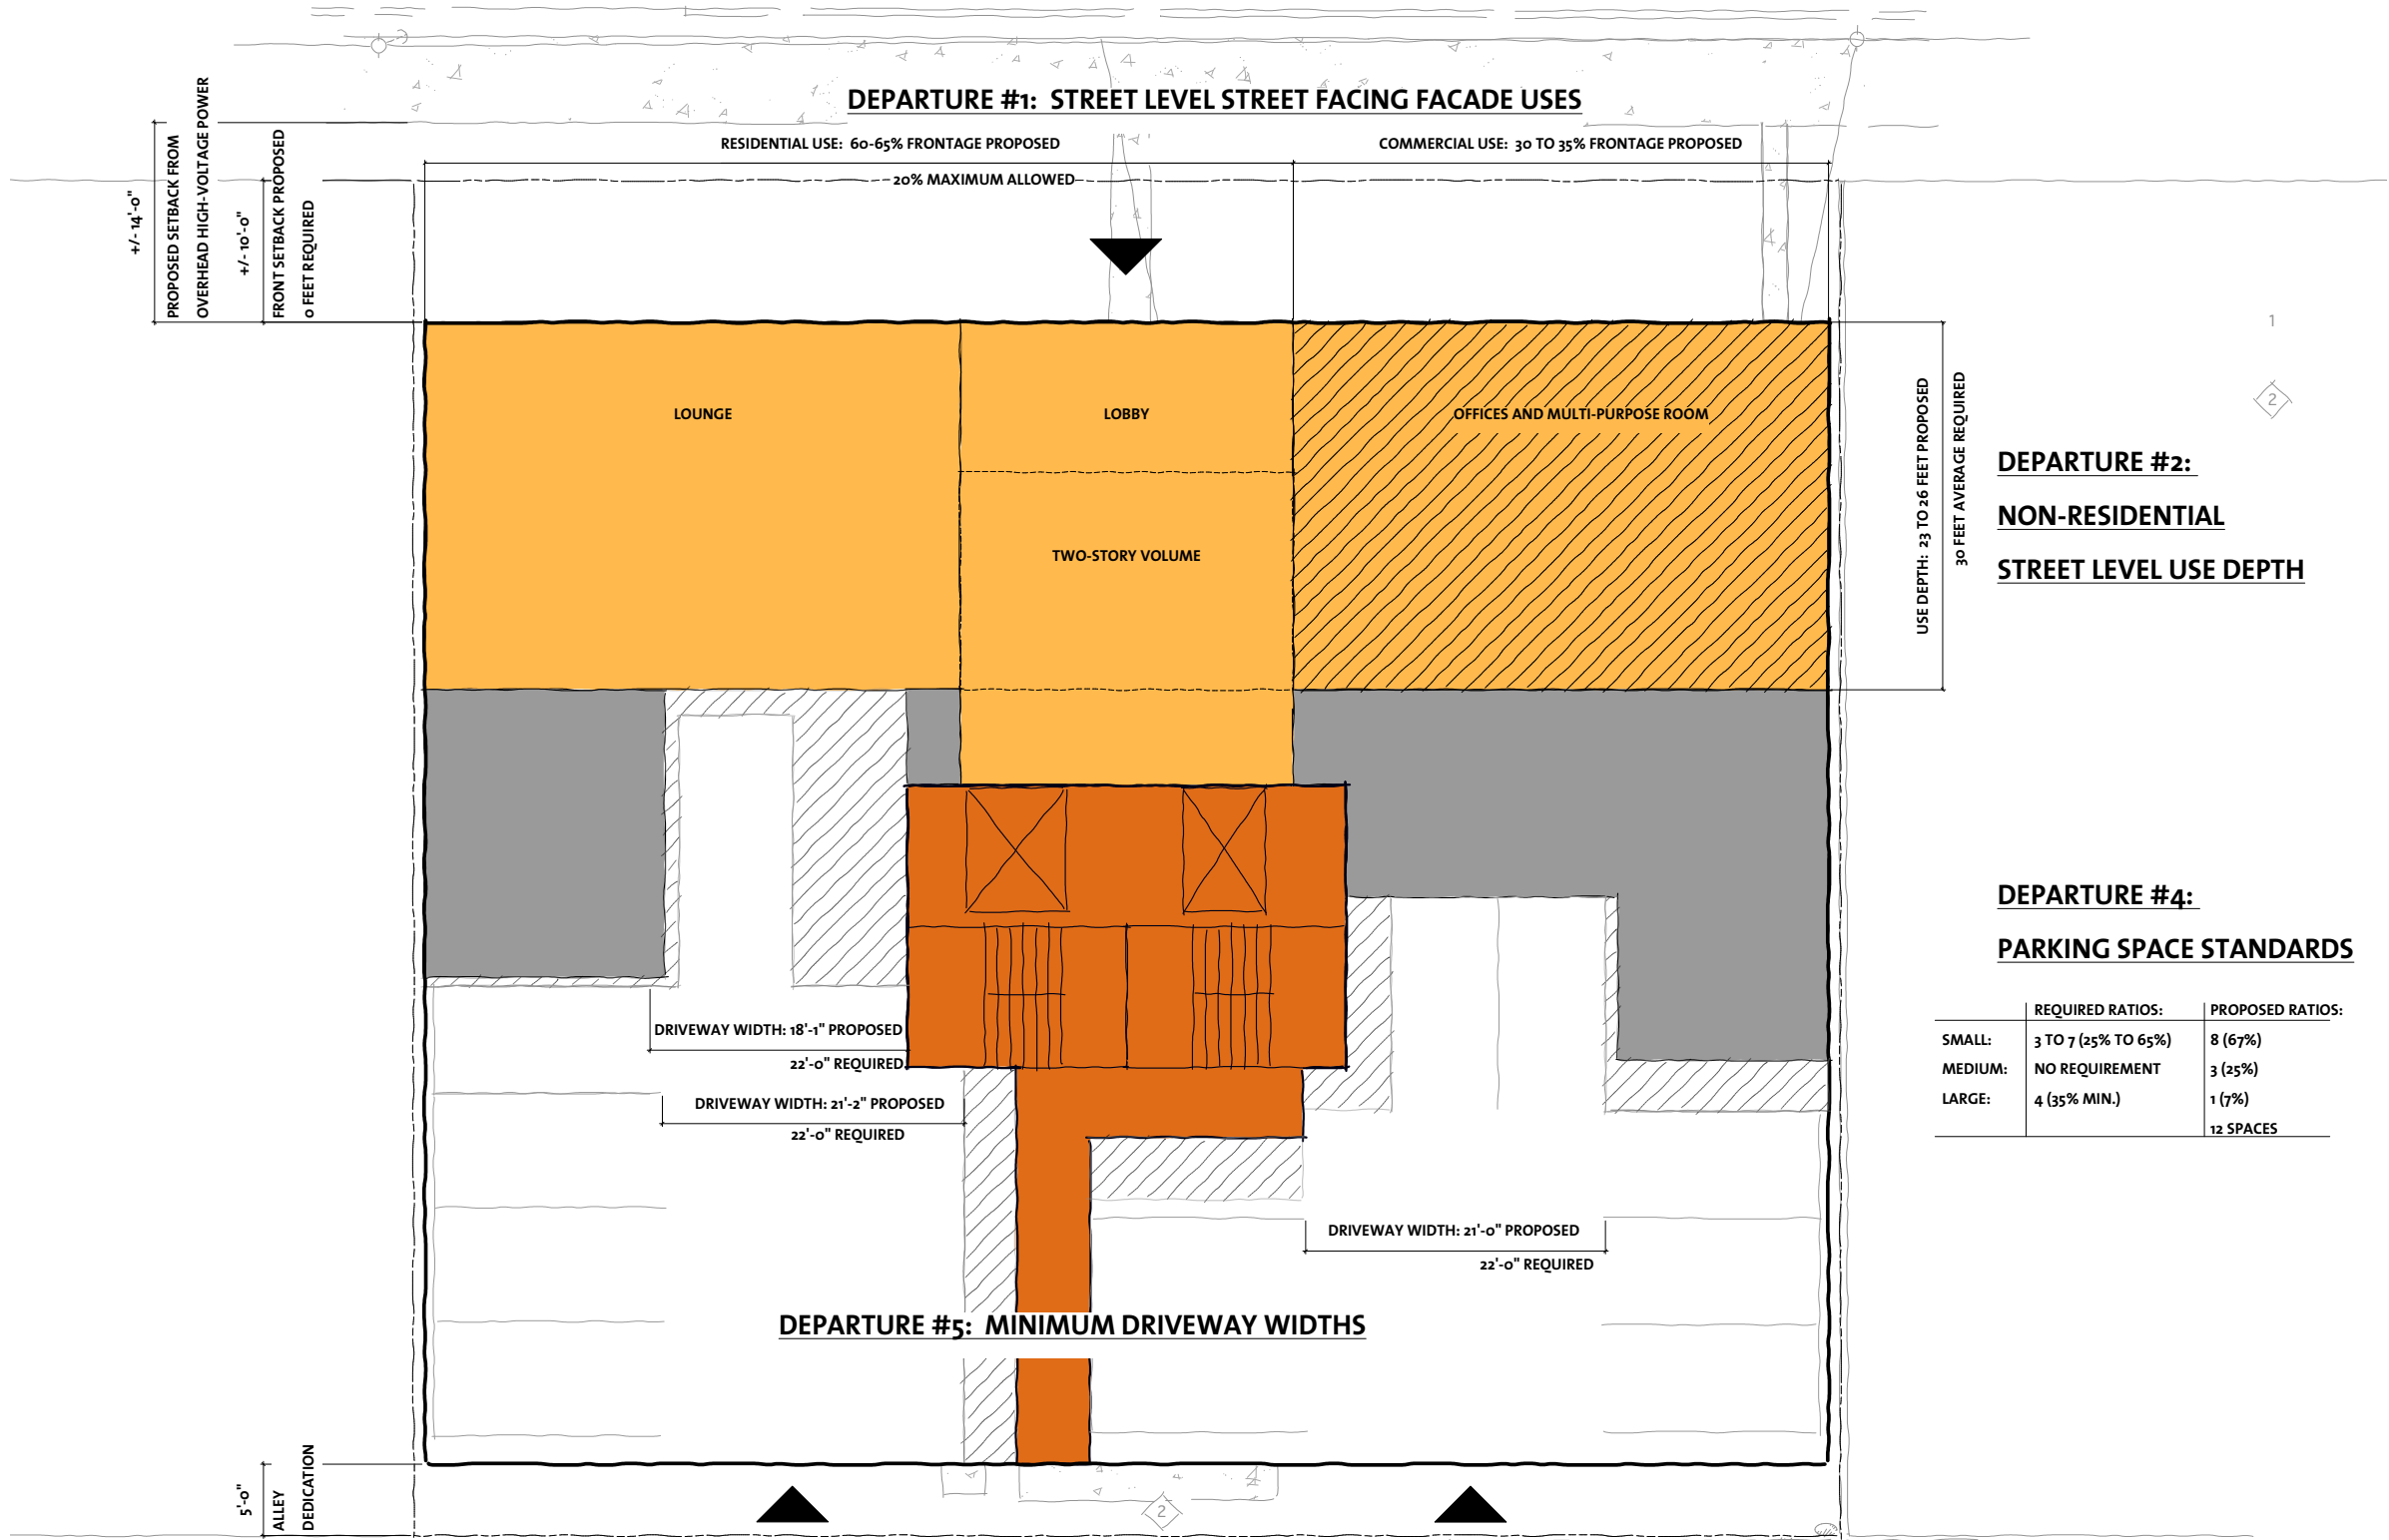 DEPARTURE #1: STREET LEVEL STREET FACING FACADE USES
RESIDENTIAL USE: 60-65% FRONTAGE PROPOSED
COMMERCIAL USE: 30 TO 35% FRONTAGE PROPOSED
20% MAXIMUM ALLOWED
+/- 14'-0"
PROPOSED SETBACK FROM
OVERHEAD HIGH-VOLTAGE POWER
+/- 10'-0"
FRONT SETBACK PROPOSED
0 FEET REQUIRED
LOUNGE
LOBBY
OFFICES AND MULTI-PURPOSE ROOM
TWO-STORY VOLUME
USE DEPTH: 23 TO 26 FEET PROPOSED
30 FEET AVERAGE REQUIRED
1
2
DEPARTURE #2:
NON-RESIDENTIAL
STREET LEVEL USE DEPTH
DEPARTURE #4:
PARKING SPACE STANDARDS
REQUIRED RATIOS: PROPOSED RATIOS:
SMALL: 3 TO 7 (25% TO 65%) 8 (67%)
MEDIUM: NO REQUIREMENT 3 (25%)
LARGE: 4 (35% MIN.) 1 (7%)
12 SPACES
DRIVEWAY WIDTH: 18'-1" PROPOSED
22'-0" REQUIRED
DRIVEWAY WIDTH: 21'-2" PROPOSED
22'-0" REQUIRED
DRIVEWAY WIDTH: 21'-0" PROPOSED
22'-0" REQUIRED
DEPARTURE #5: MINIMUM DRIVEWAY WIDTHS
5'-0"
ALLEY
DEDICATION
2